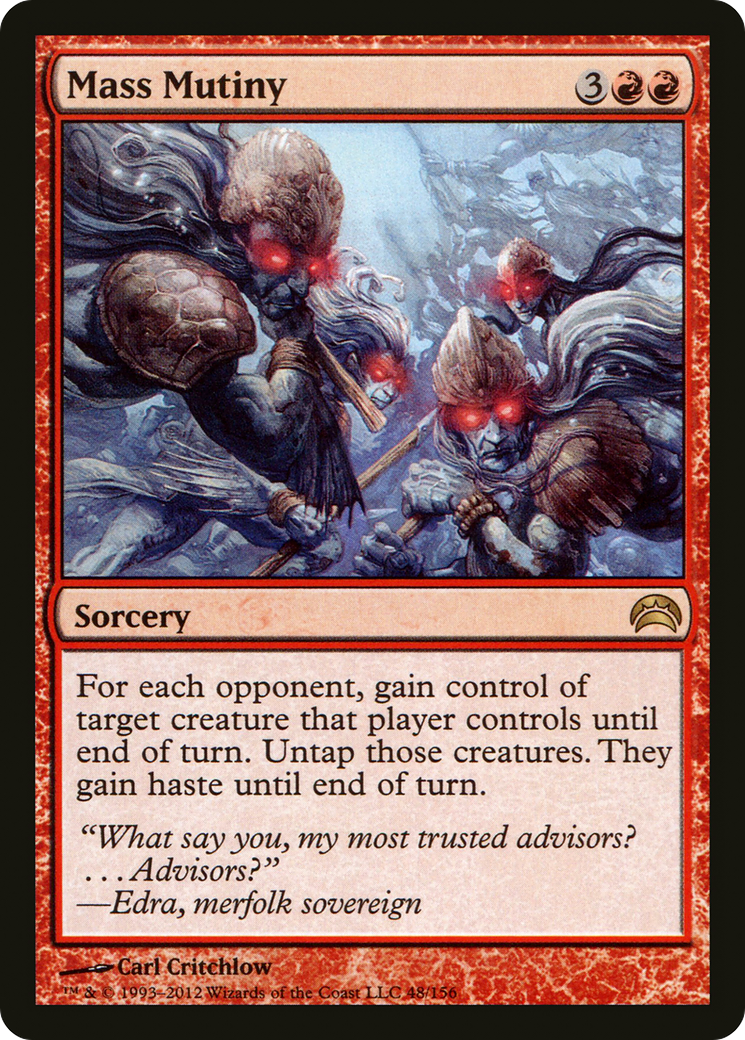 Mass Mutiny 3
Sorcery
For each opponent, gain control of
target creature that player controls until
end of turn. Untap those creatures. They
gain haste until end of turn.
“What say you, my most trusted advisors?
. . . Advisors?”
—Edra, merfolk sovereign
Carl Critchlow
™ & © 1993–2012 Wizards of the Coast LLC 48/156